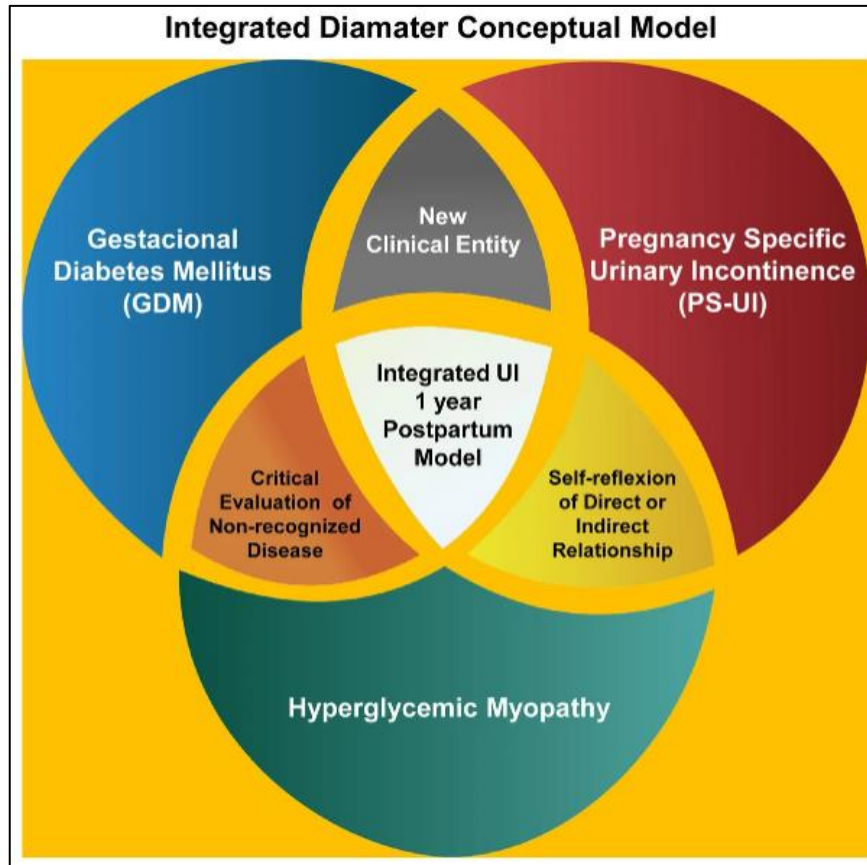 Integrated Diamater Conceptual Model
New
Clinical Entity
Gestacional
Diabetes Mellitus
(GDM)
Pregnancy Specific
Urinary Incontinence
(PS-UI)
Integrated UI
1 year
Postpartum
Model
Critical
Evaluation of
Non-recognized
Disease
Self-reflexion
of Direct or
Indirect
Relationship
Hyperglycemic Myopathy